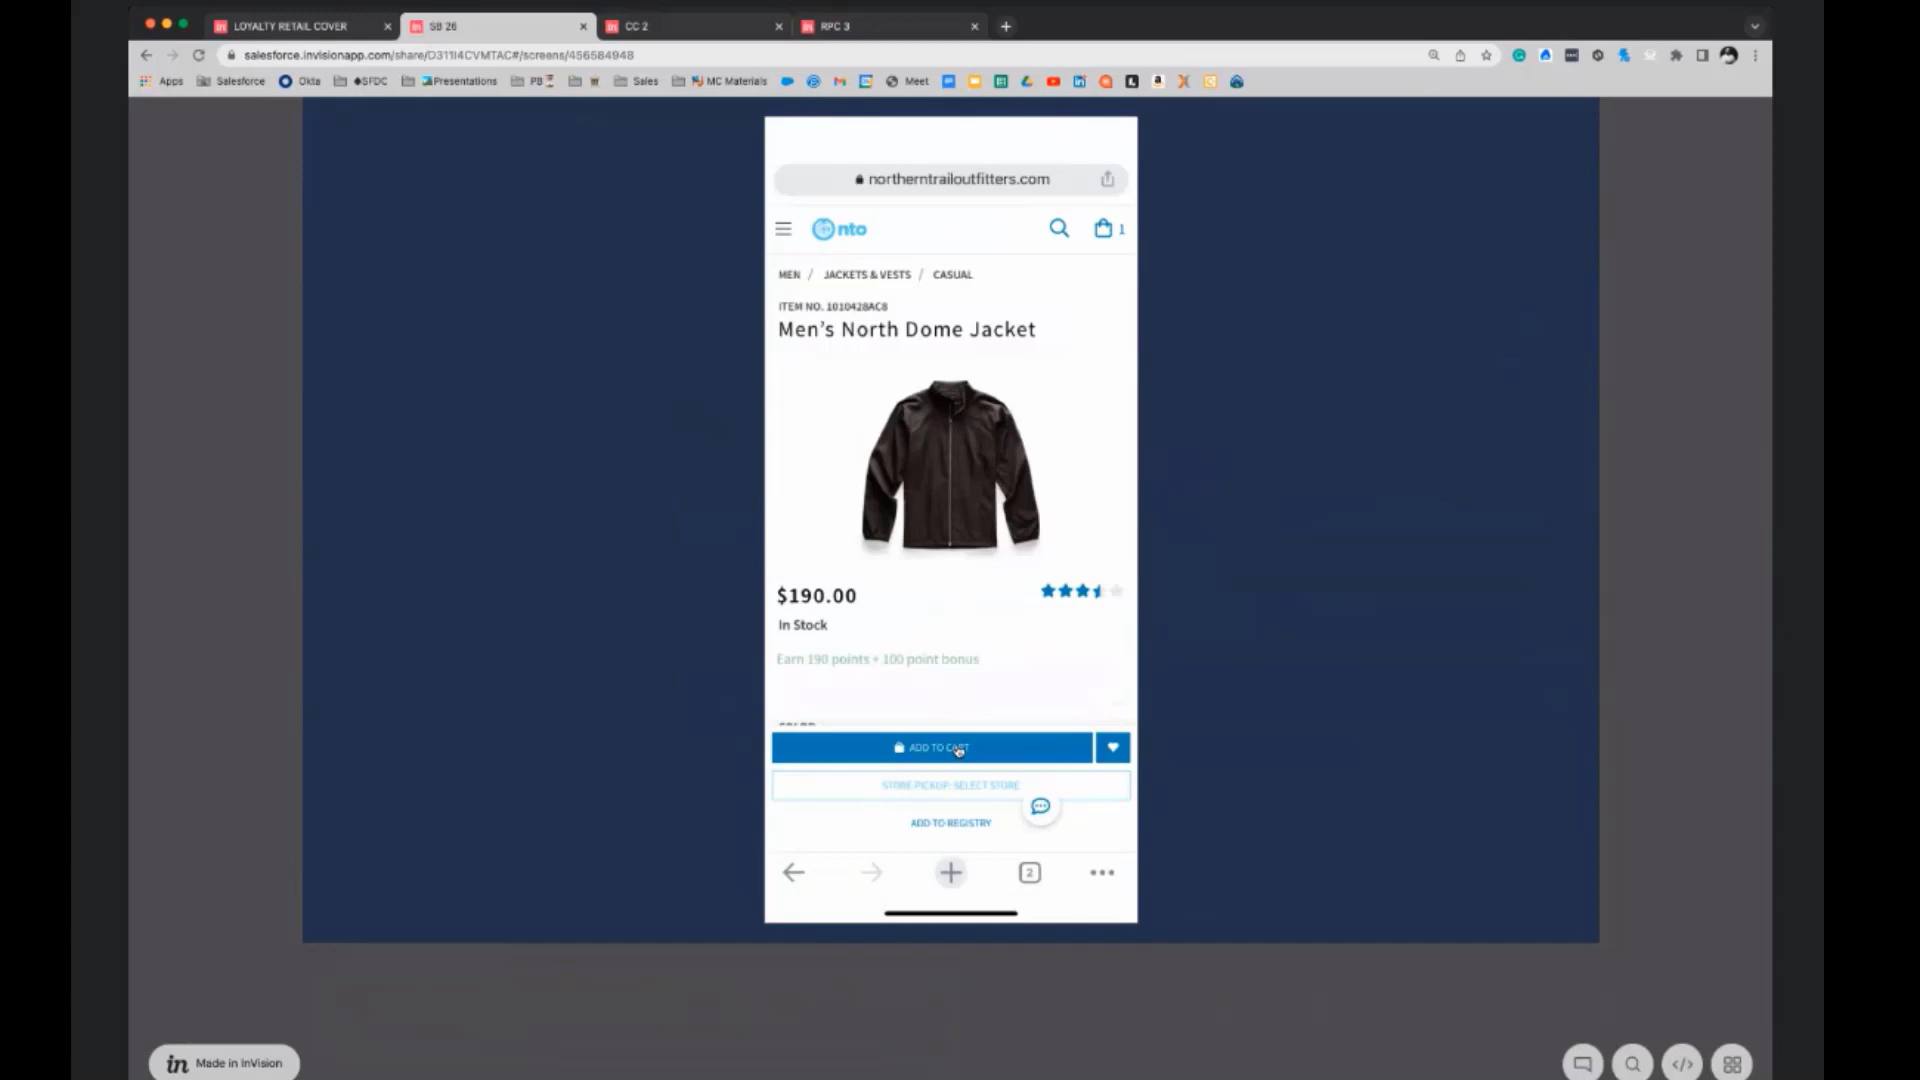 LOYALTY RETAIL COVER
SB 26
CC 2
RPC 3
salesforce.invisionapp.com/share/D311I4CVMTAC#/screens/456584948
Apps Salesforce Okta SFDC Presentations PB Sales MC Materials Meet
northerntrailoutfitters.com
nto
1
MEN / JACKETS & VESTS / CASUAL
ITEM NO. 1010428AC8
Men's North Dome Jacket
$190.00
In Stock
Earn 190 points + 100 point bonus
ADD TO CART
STORE PICKUP: SELECT STORE
ADD TO REGISTRY
2
in Made in InVision